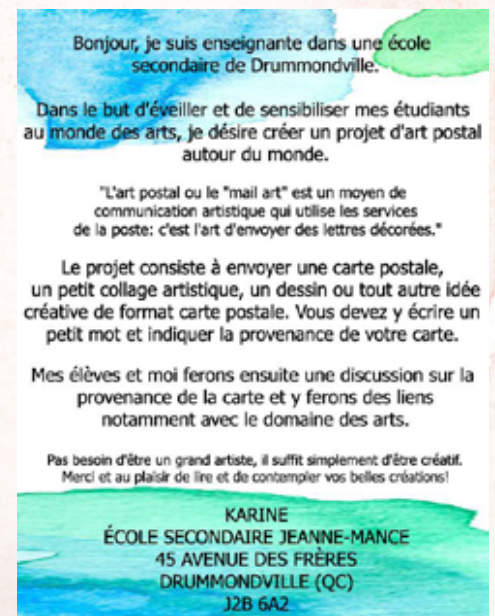 Bonjour, je suis enseignante dans une école
secondaire de Drummondville.
Dans le but d'éveiller et de sensibiliser mes étudiants
au monde des arts, je désire créer un projet d'art postal
autour du monde.
"L'art postal ou le "mail art" est un moyen de
communication artistique qui utilise les services
de la poste: c'est l'art d'envoyer des lettres décorées."
Le projet consiste à envoyer une carte postale,
un petit collage artistique, un dessin ou tout autre idée
créative de format carte postale. Vous devez y écrire un
petit mot et indiquer la provenance de votre carte.
Mes élèves et moi ferons ensuite une discussion sur la
provenance de la carte et y ferons des liens
notamment avec le domaine des arts.
Pas besoin d'être un grand artiste, il suffit simplement d'être créatif.
Merci et au plaisir de lire et de contempler vos belles créations!
KARINE
ÉCOLE SECONDAIRE JEANNE-MANCE
45 AVENUE DES FRÈRES
DRUMMONDVILLE (QC)
J2B 6A2